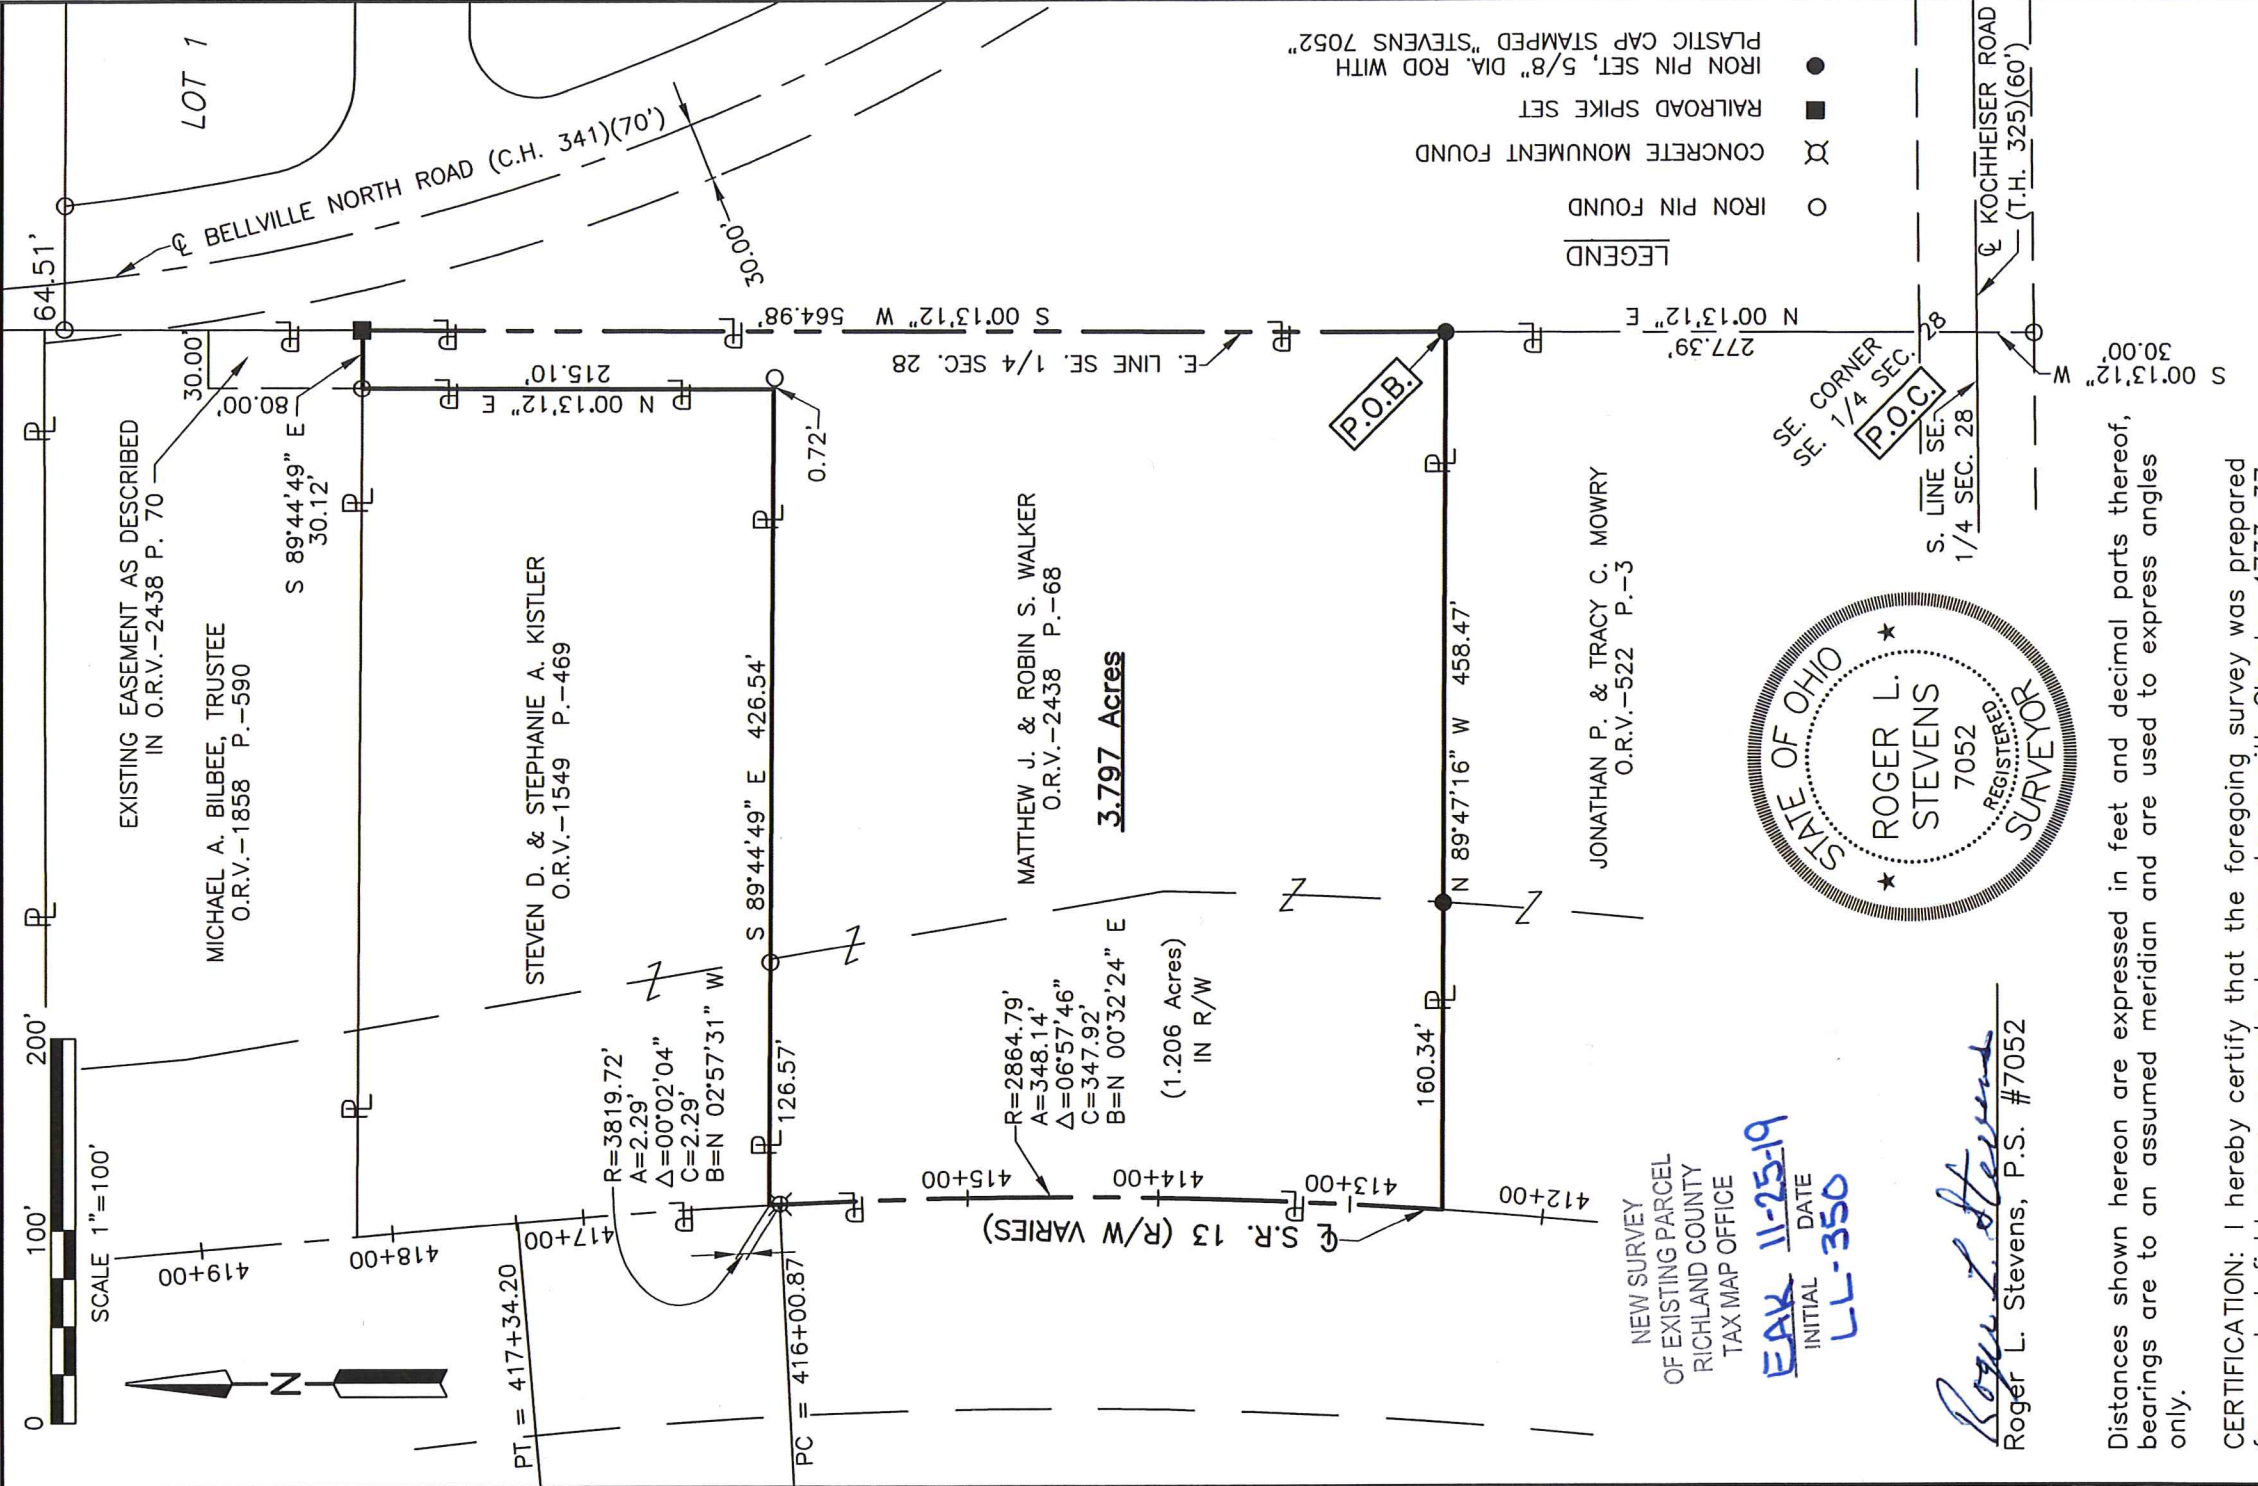 0 100' 200'
SCALE 1"=100'
N
LOT 1
64.51'
℄ BELLVILLE NORTH ROAD (C.H. 341)(70')
30.00'
30.00'
80.00'
EXISTING EASEMENT AS DESCRIBED
IN O.R.V.-2438 P. 70
MICHAEL A. BILBEE, TRUSTEE
O.R.V.-1858 P.-590
S 89°44'49" E
30.12'
STEVEN D. & STEPHANIE A. KISTLER
O.R.V.-1549 P.-469
N 00°13'12" E
215.10'
S 00°13'12" W 564.98'
E. LINE SE. 1/4 SEC. 28
0.72'
S 89°44'49" E 426.54'
126.57'
R=3819.72'
A=2.29'
Δ=00°02'04"
C=2.29'
B=N 02°57'31" W
MATTHEW J. & ROBIN S. WALKER
O.R.V.-2438 P.-68
3.797 Acres
R=2864.79'
A=348.14'
Δ=06°57'46"
C=347.92'
B=N 00°32'24" E
(1.206 Acres)
IN R/W
419+00
418+00
417+00
415+00
414+00
413+00
412+00
PT = 417+34.20
PC = 416+00.87
℄ S.R. 13 (R/W VARIES)
160.34'
N 89°47'16" W 458.47'
P.O.B.
JONATHAN P. & TRACY C. MOWRY
O.R.V.-522 P.-3
N 00°13'12" E
277.39'
SE. CORNER
SE. 1/4 SEC. 28
P.O.C.
S. LINE SE.
1/4 SEC. 28
℄ KOCHHEISER ROAD
(T.H. 325)(60')
S 00°13'12" W
30.00'
LEGEND
IRON PIN FOUND
CONCRETE MONUMENT FOUND
RAILROAD SPIKE SET
IRON PIN SET, 5/8" DIA. ROD WITH
PLASTIC CAP STAMPED "STEVENS 7052"
NEW SURVEY
OF EXISTING PARCEL
RICHLAND COUNTY
TAX MAP OFFICE
EAK 11-25-19
INITIAL DATE
LL-350
STATE OF OHIO
ROGER L.
STEVENS
7052
REGISTERED
SURVEYOR
Roger L. Stevens
Roger L. Stevens, P.S. #7052
Distances shown hereon are expressed in feet and decimal parts thereof,
bearings are to an assumed meridian and are used to express angles
only.
CERTIFICATION: I hereby certify that the foregoing survey was prepared